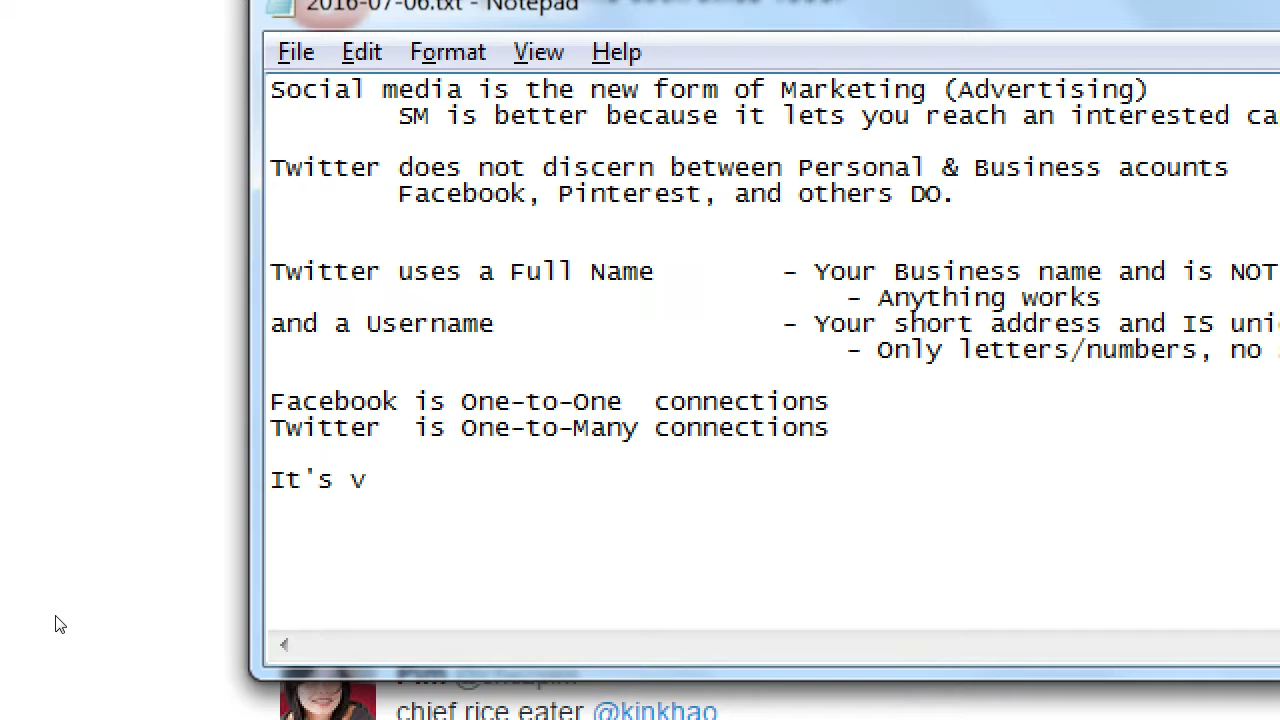 2016-07-06.txt - Notepad
File Edit Format View Help
Social media is the new form of Marketing (Advertising)
SM is better because it lets you reach an interested ca
Twitter does not discern between Personal & Business acounts
Facebook, Pinterest, and others DO.
Twitter uses a Full Name - Your Business name and is NOT
- Anything works
and a Username - Your short address and IS uni
- Only letters/numbers, no
Facebook is One-to-One connections
Twitter is One-to-Many connections
It's v
chief rice eater @kinkhao